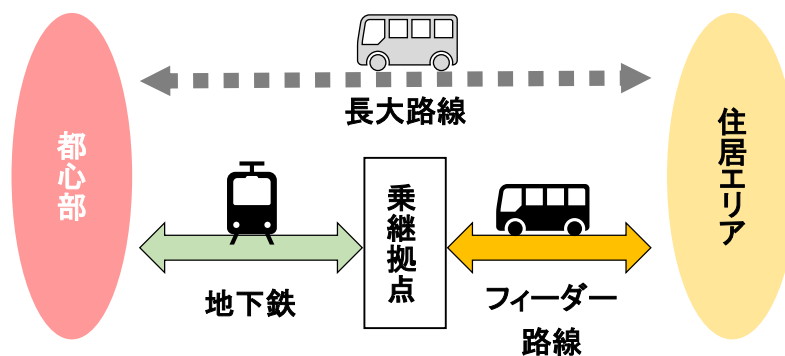 長大路線
都心部
住居エリア
乗継拠点
地下鉄
フィーダー
路線